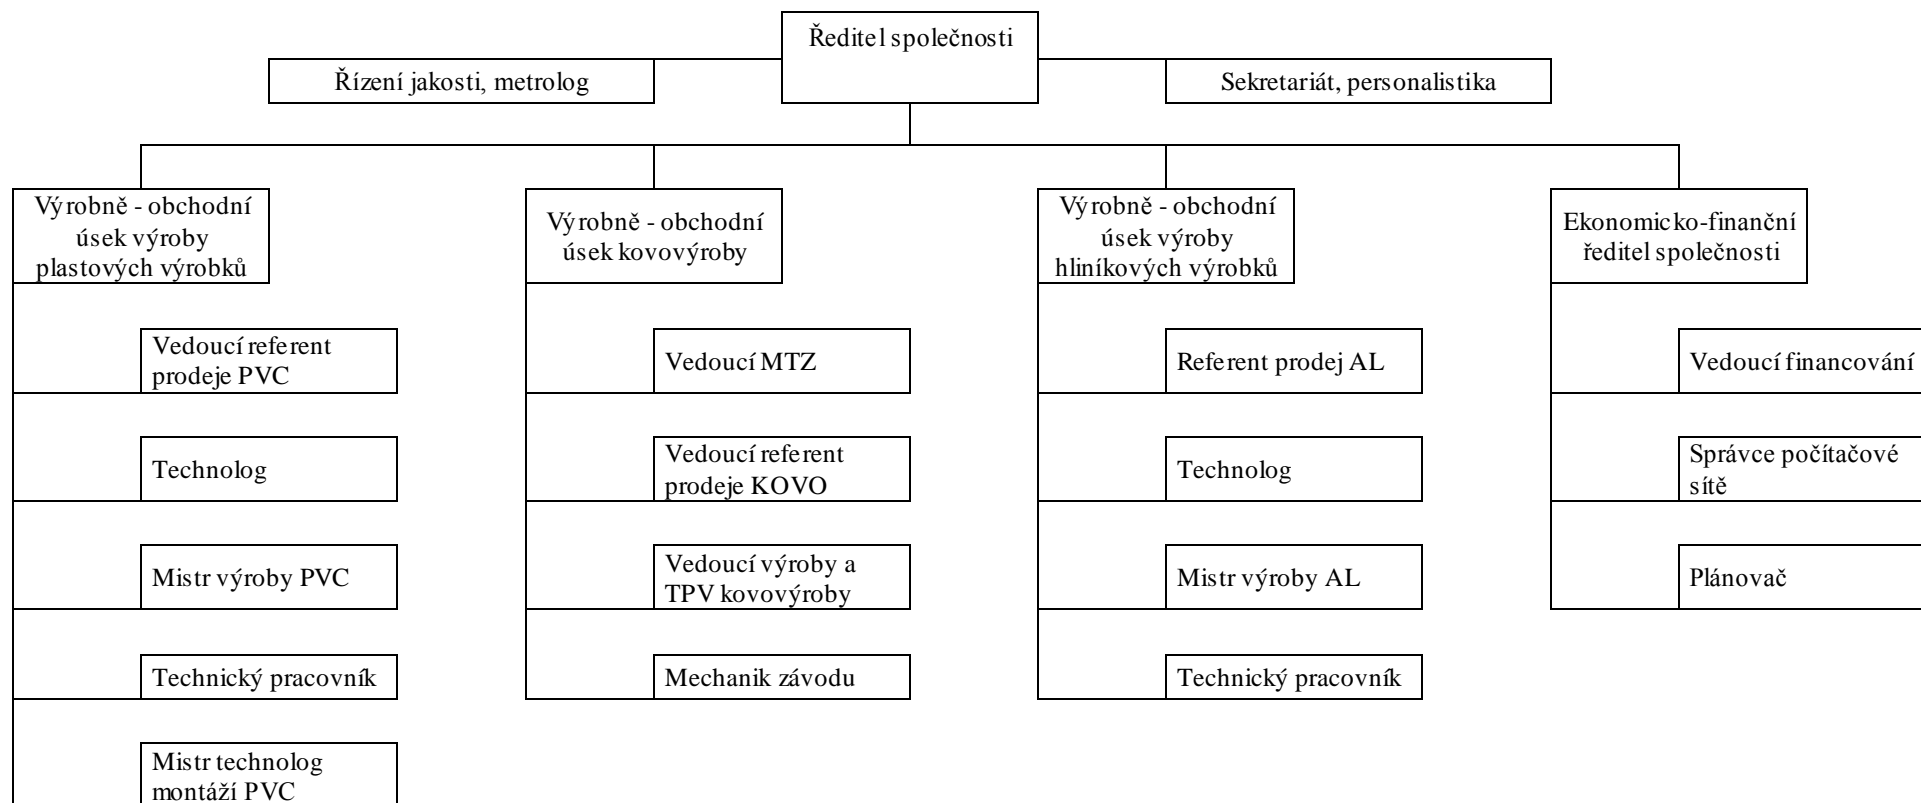 Ředitel společnosti
Řízení jakosti, metrolog
Sekretariát, personalistika
Výrobně - obchodní
úsek výroby
plastových výrobků
Výrobně - obchodní
úsek kovovýroby
Výrobně - obchodní
úsek výroby
hliníkových výrobků
Ekonomicko-finanční
ředitel společnosti
Vedoucí referent
prodeje PVC
Technolog
Mistr výroby PVC
Technický pracovník
Mistr technolog
montáží PVC
Vedoucí MTZ
Vedoucí referent
prodeje KOVO
Vedoucí výroby a
TPV kovovýroby
Mechanik závodu
Referent prodej AL
Technolog
Mistr výroby AL
Technický pracovník
Vedoucí financování
Správce počítačové
sítě
Plánovač